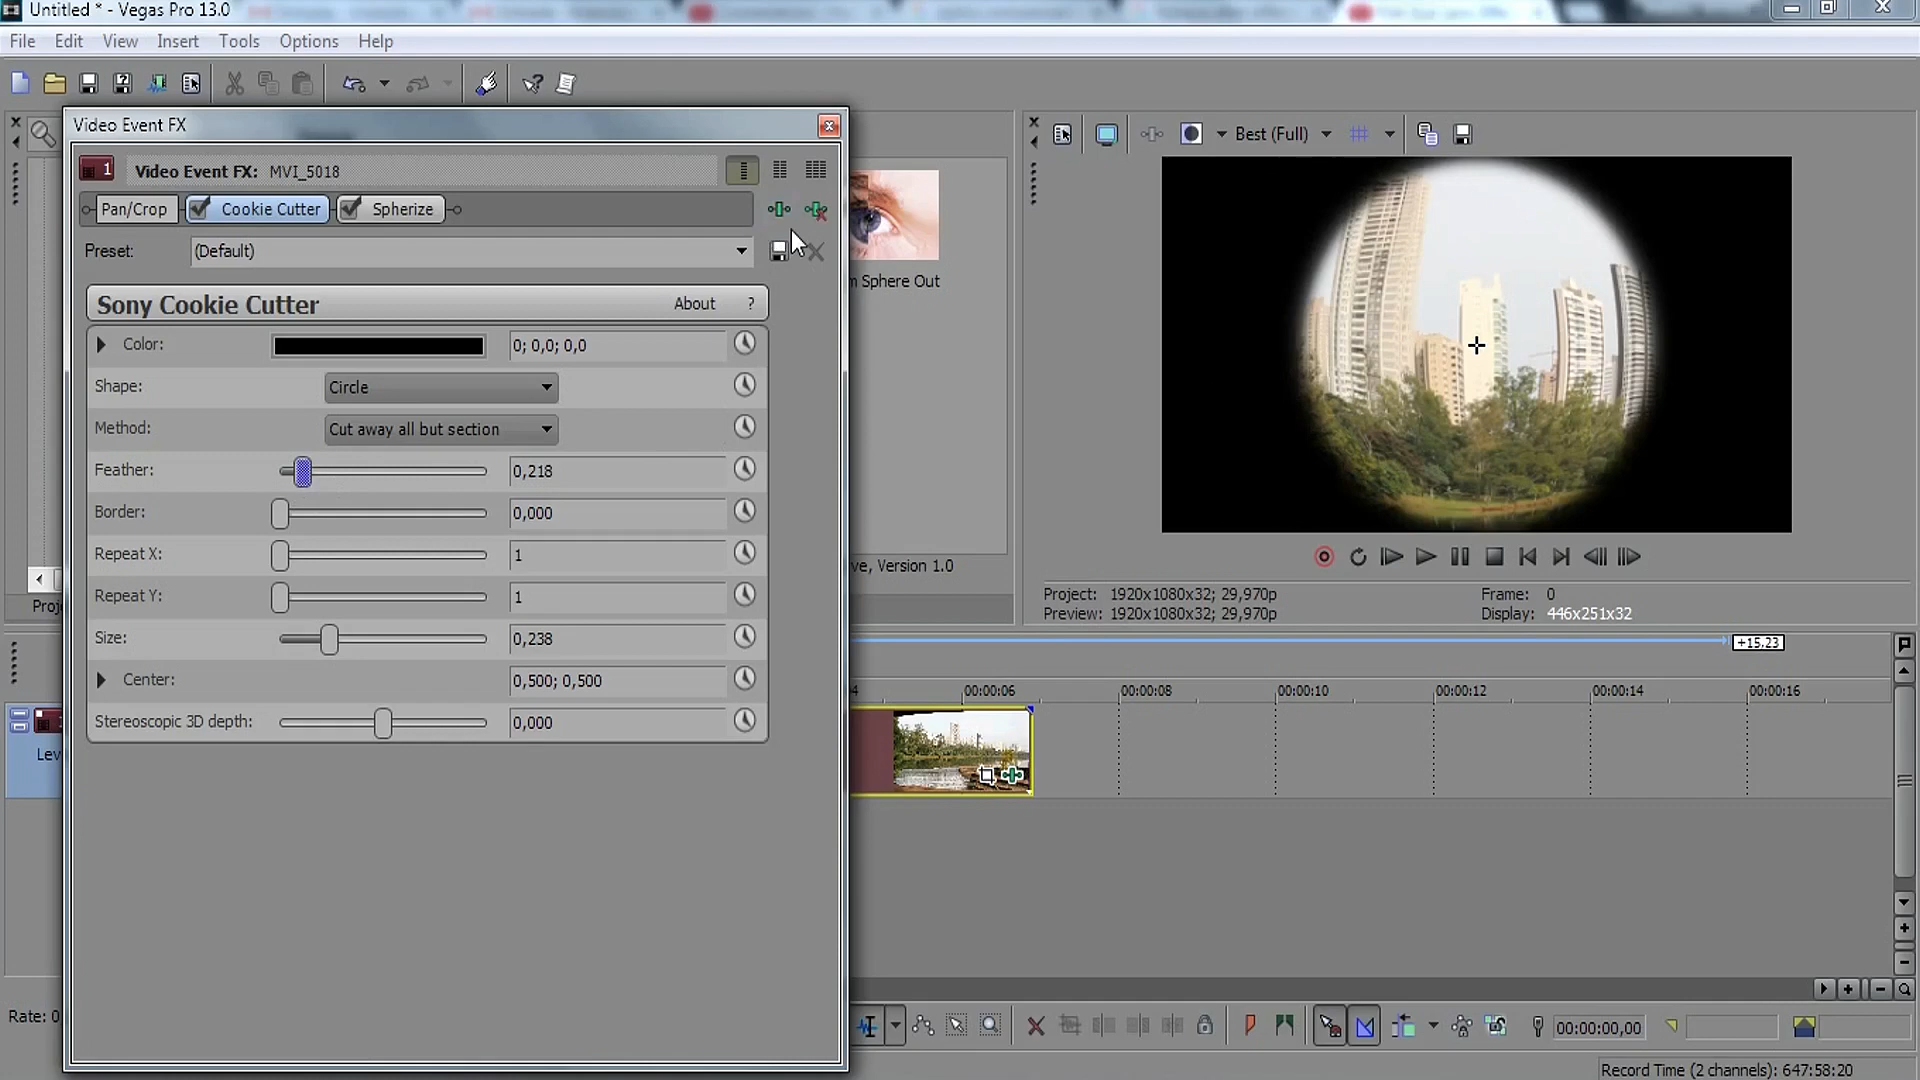 Untitled * - Vegas Pro 13.0
File Edit View Insert Tools Options Help
Video Event FX
1 Video Event FX: MVI_5018
Pan/Crop Cookie Cutter Spherize
Preset: (Default)
Sony Cookie Cutter About ?
Color: 0; 0,0; 0,0
Shape: Circle
Method: Cut away all but section
Feather: 0,218
Border: 0,000
Repeat X: 1
Repeat Y: 1
Size: 0,238
Center: 0,500; 0,500
Stereoscopic 3D depth: 0,000
Sphere Out
ve, Version 1.0
Proj
Best (Full)
Project: 1920x1080x32; 29,970p
Preview: 1920x1080x32; 29,970p
Frame: 0
Display: 446x251x32
+15.23
4 00:00:06 00:00:08 00:00:10 00:00:12 00:00:14 00:00:16
Lev
Rate: 0
00:00:00,00
Record Time (2 channels): 647:58:20